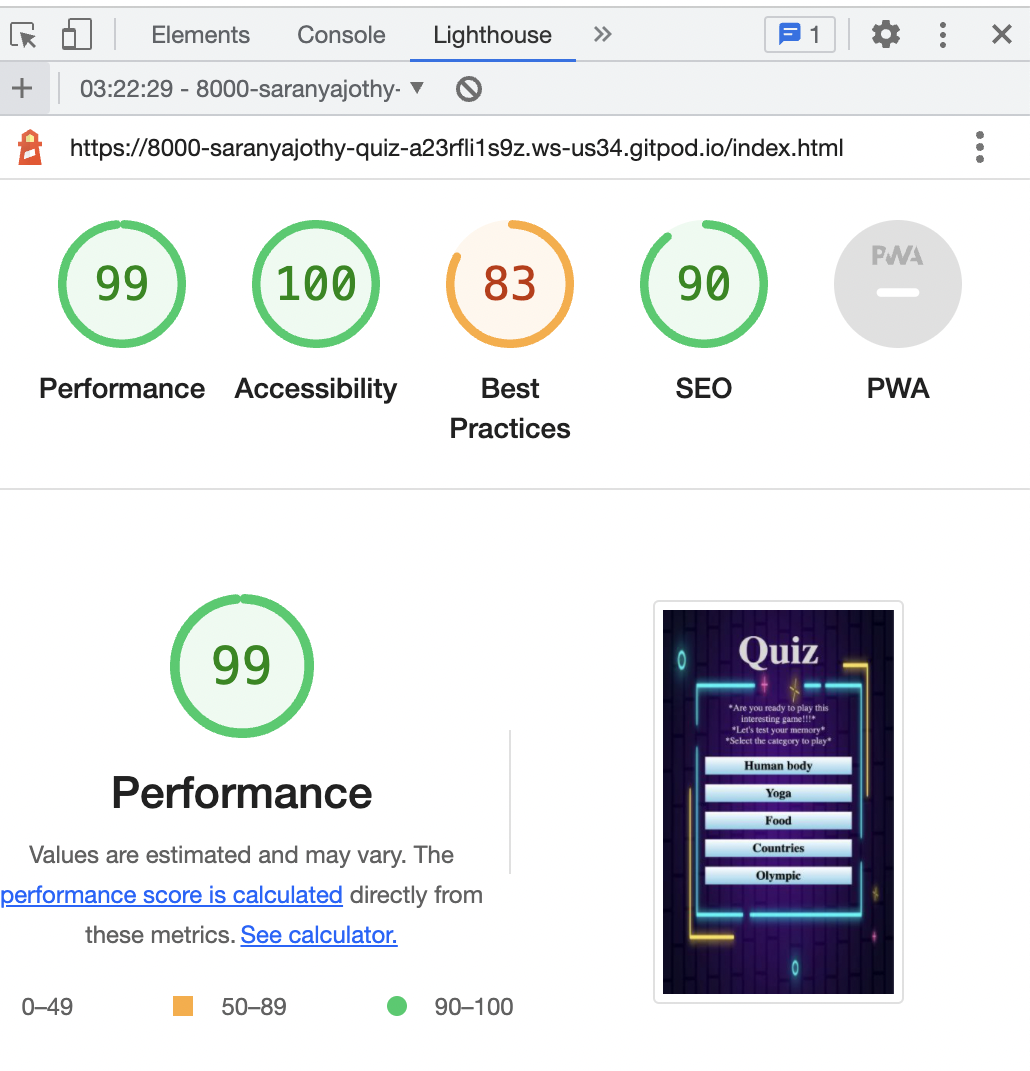 Elements Console Lighthouse 1
03:22:29 - 8000-saranyajothy-
https://8000-saranyajothy-quiz-a23rfli1s9z.ws-us34.gitpod.io/index.html
99 100 83 90 PWA
Performance Accessibility Best Practices SEO PWA
99
Performance
Values are estimated and may vary. The
performance score is calculated directly from
these metrics. See calculator.
0–49 50–89 90–100
Quiz
*Are you ready to play this
interesting game!!!*
*Let's test your memory*
*Select the category to play*
Human body
Yoga
Food
Countries
Olympic